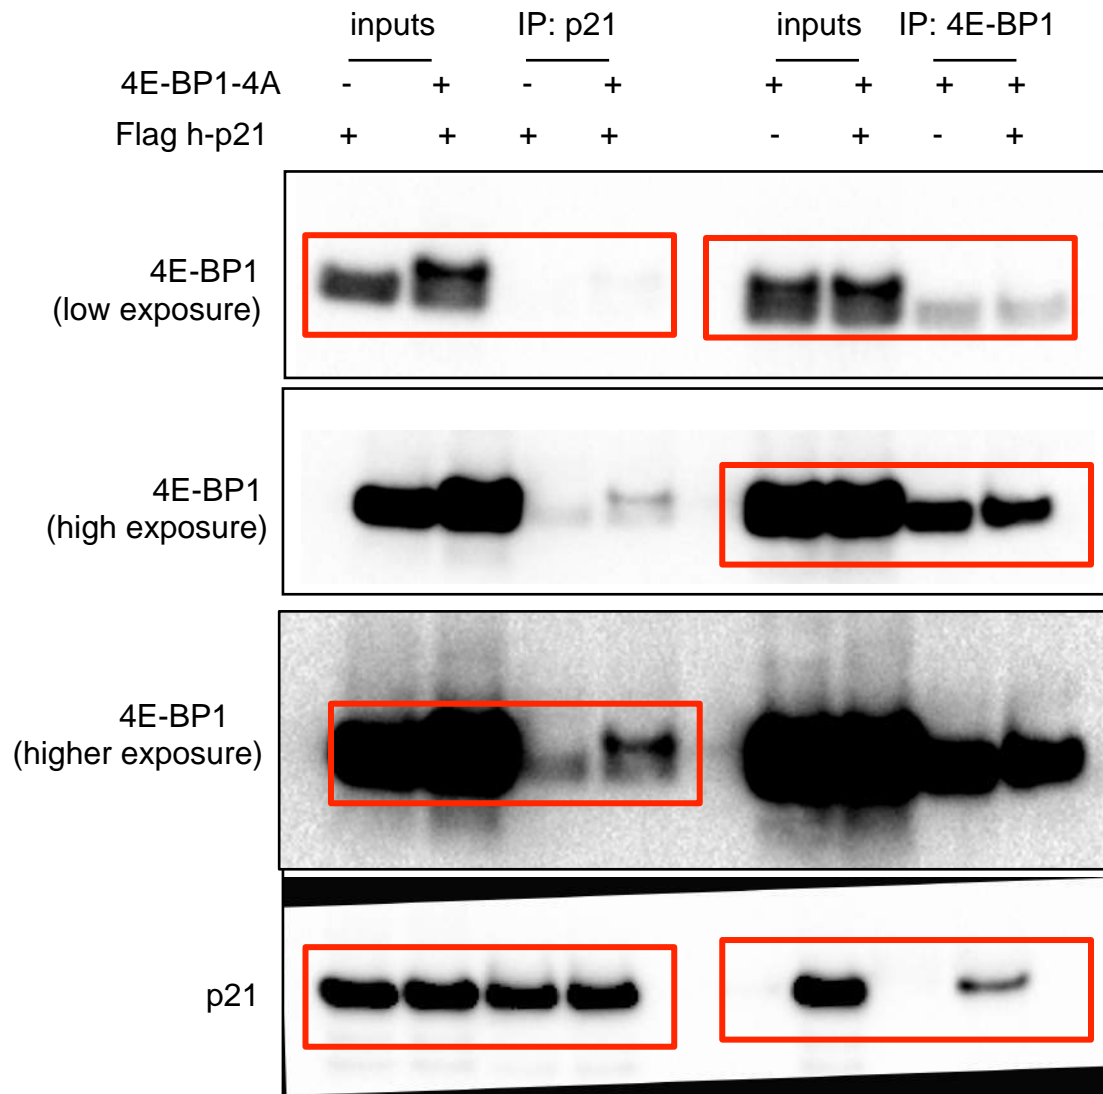 inputs IP: p21 inputs IP: 4E-BP1
4E-BP1-4A - + - + + + + +
Flag h-p21 + + + + - + - +
4E-BP1
(low exposure)
4E-BP1
(high exposure)
4E-BP1
(higher exposure)
p21